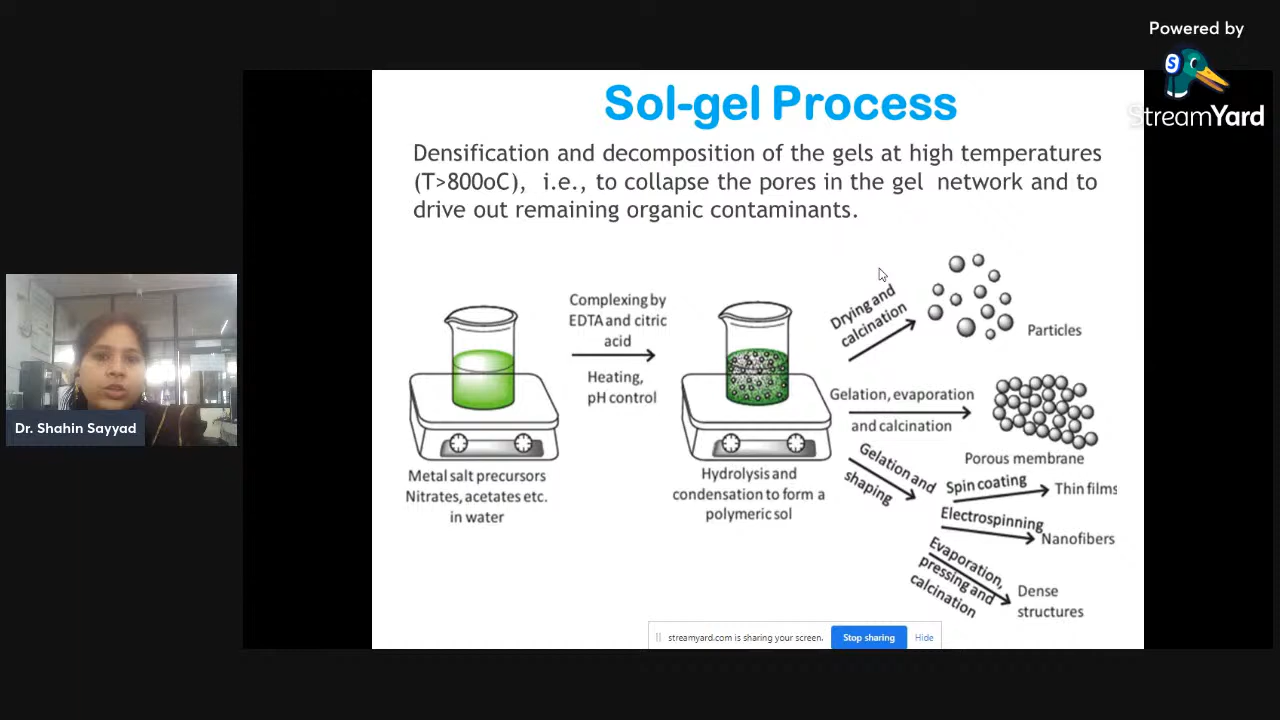 Powered by
S
StreamYard
Sol-gel Process
Densification and decomposition of the gels at high temperatures
(T>800oC), i.e., to collapse the pores in the gel network and to
drive out remaining organic contaminants.
Complexing by
EDTA and citric
acid
Heating,
pH control
Metal salt precursors
Nitrates, acetates etc.
in water
Hydrolysis and
condensation to form a
polymeric sol
Drying and
calcination
Particles
Gelation, evaporation
and calcination
Porous membrane
Gelation and
shaping
Spin coating
Thin films
Electrospinning
Nanofibers
Evaporation,
pressing and
calcination
Dense
structures
Dr. Shahin Sayyad
streamyard.com is sharing your screen.
Stop sharing
Hide